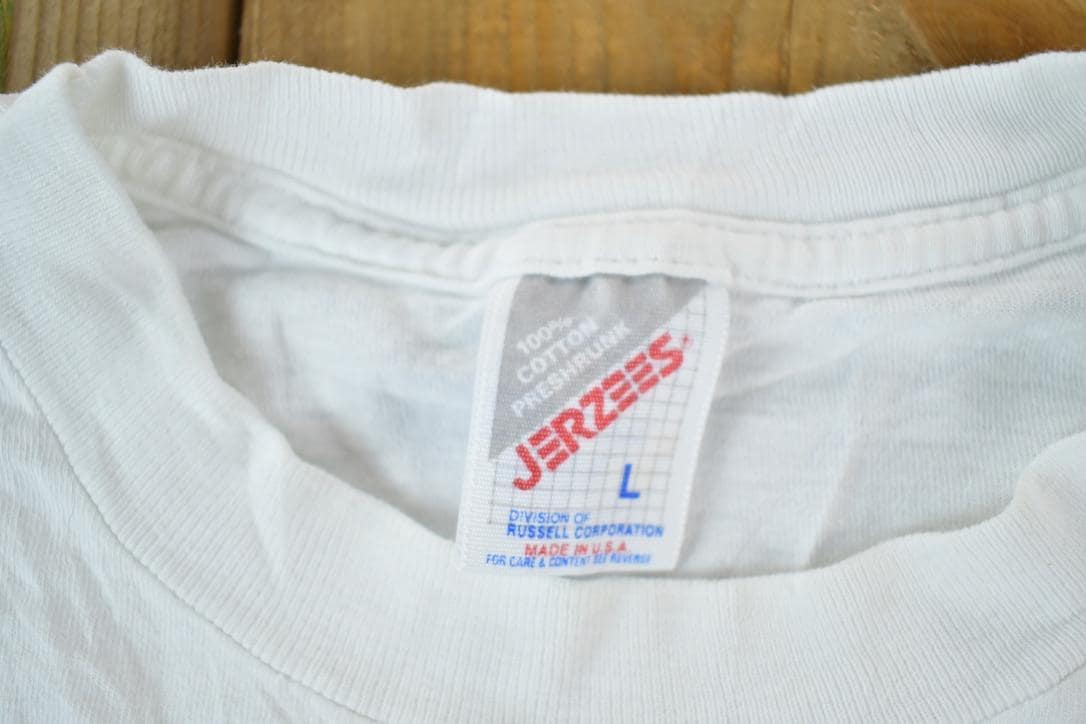 100%
COTTON
PRESHRUNK
JERZEES
L
DIVISION OF
RUSSELL CORPORATION
MADE IN U.S.A.
FOR CARE & CONTENT SEE REVERSE